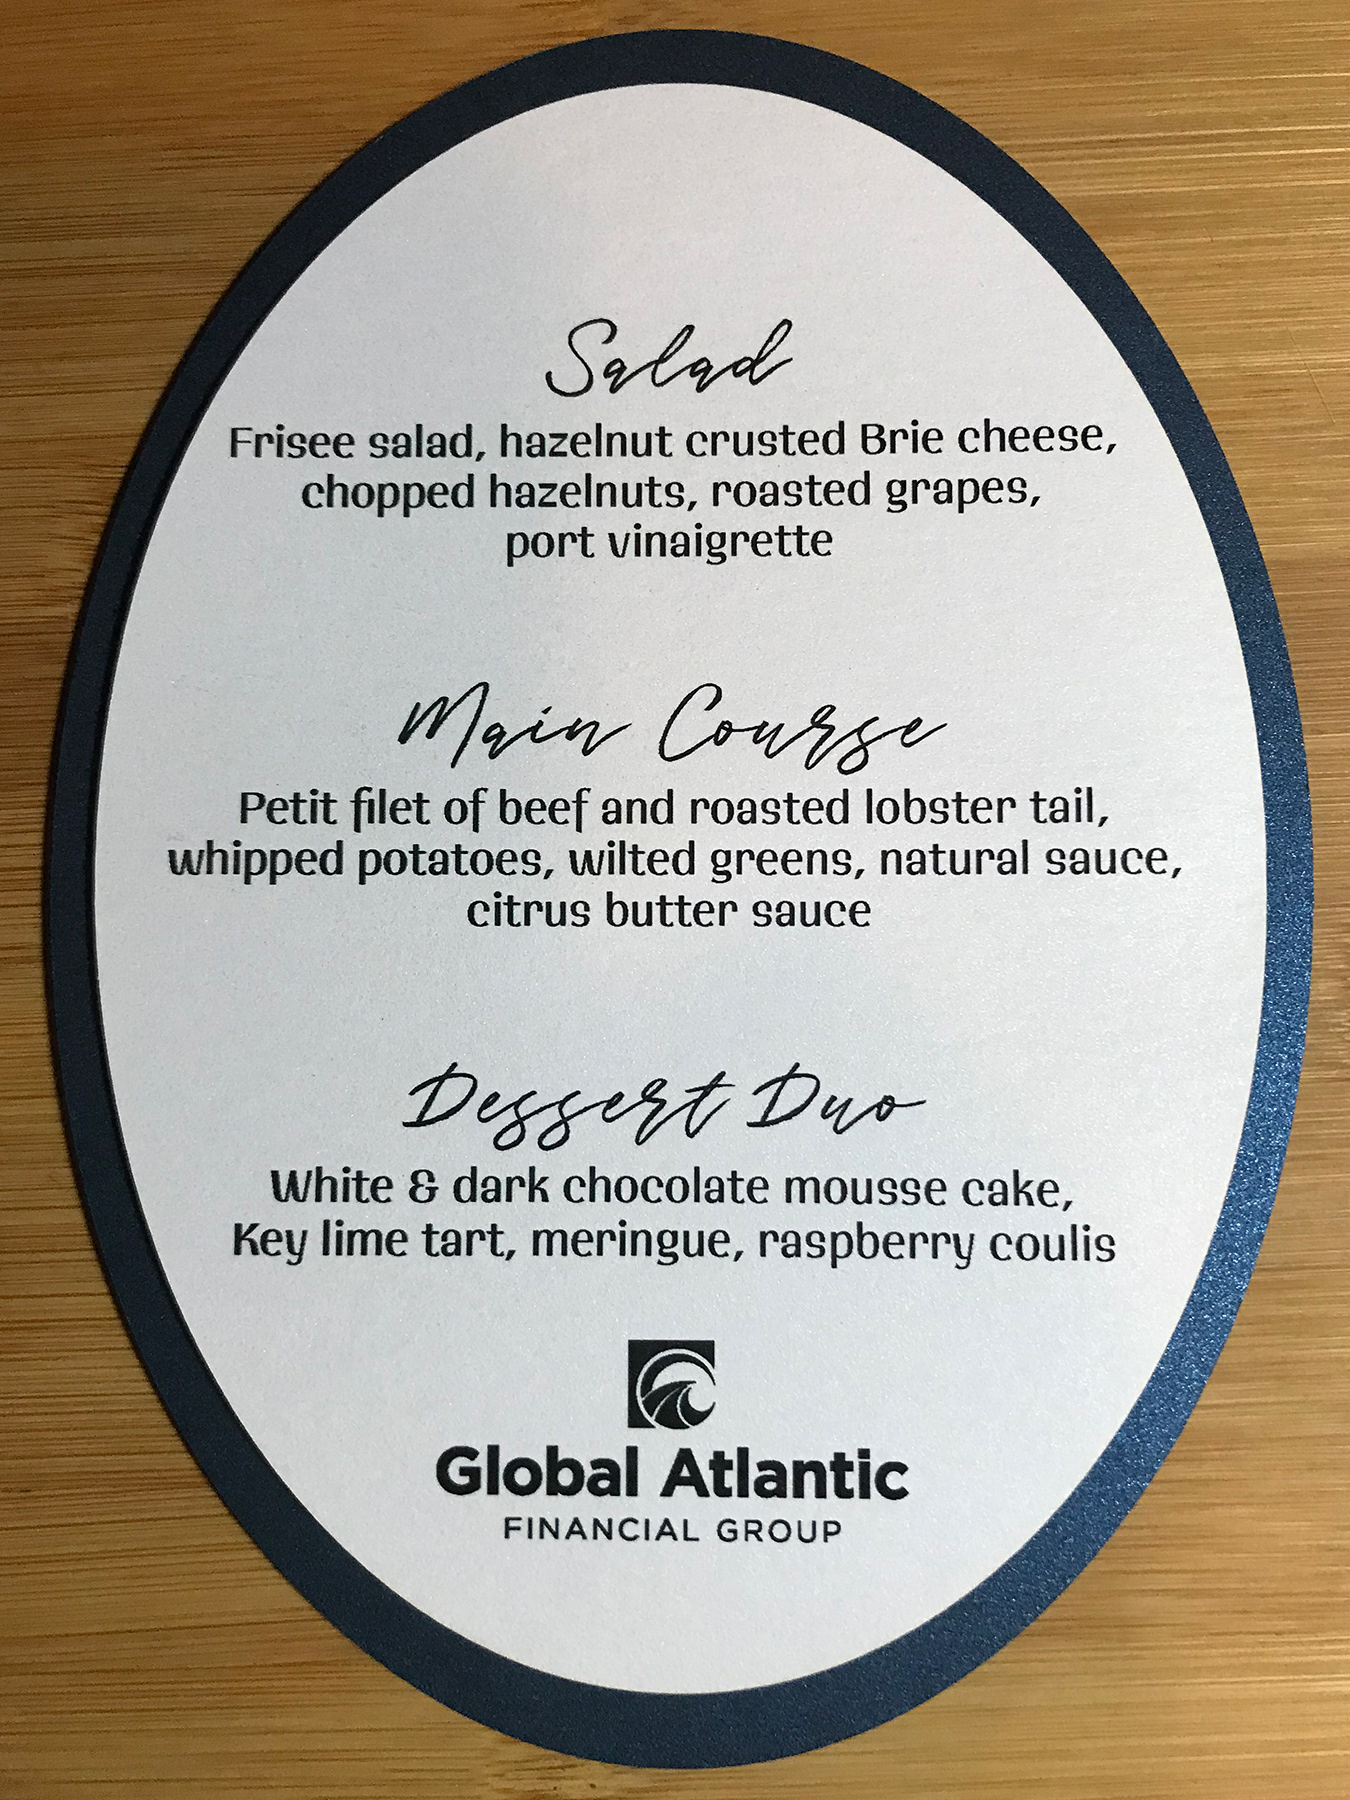 Salad
Frisee salad, hazelnut crusted Brie cheese,
chopped hazelnuts, roasted grapes,
port vinaigrette
Main Course
Petit filet of beef and roasted lobster tail,
whipped potatoes, wilted greens, natural sauce,
citrus butter sauce
Dessert Duo
White & dark chocolate mousse cake,
Key lime tart, meringue, raspberry coulis
Global Atlantic
FINANCIAL GROUP